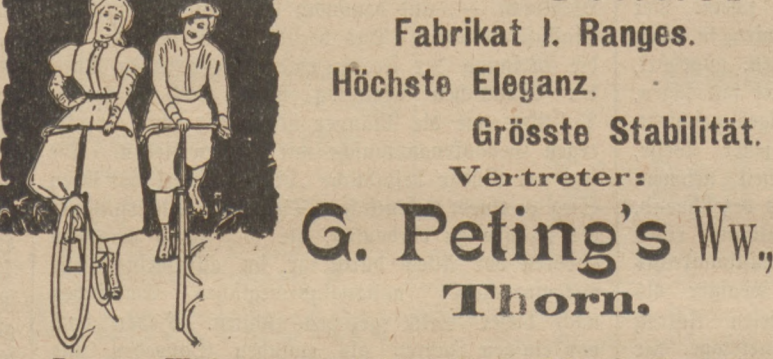 Fabrikat I. Ranges.
Höchste Eleganz.
Grösste Stabilität.
Vertreter:
G. Peting's Ww.,
Thorn.